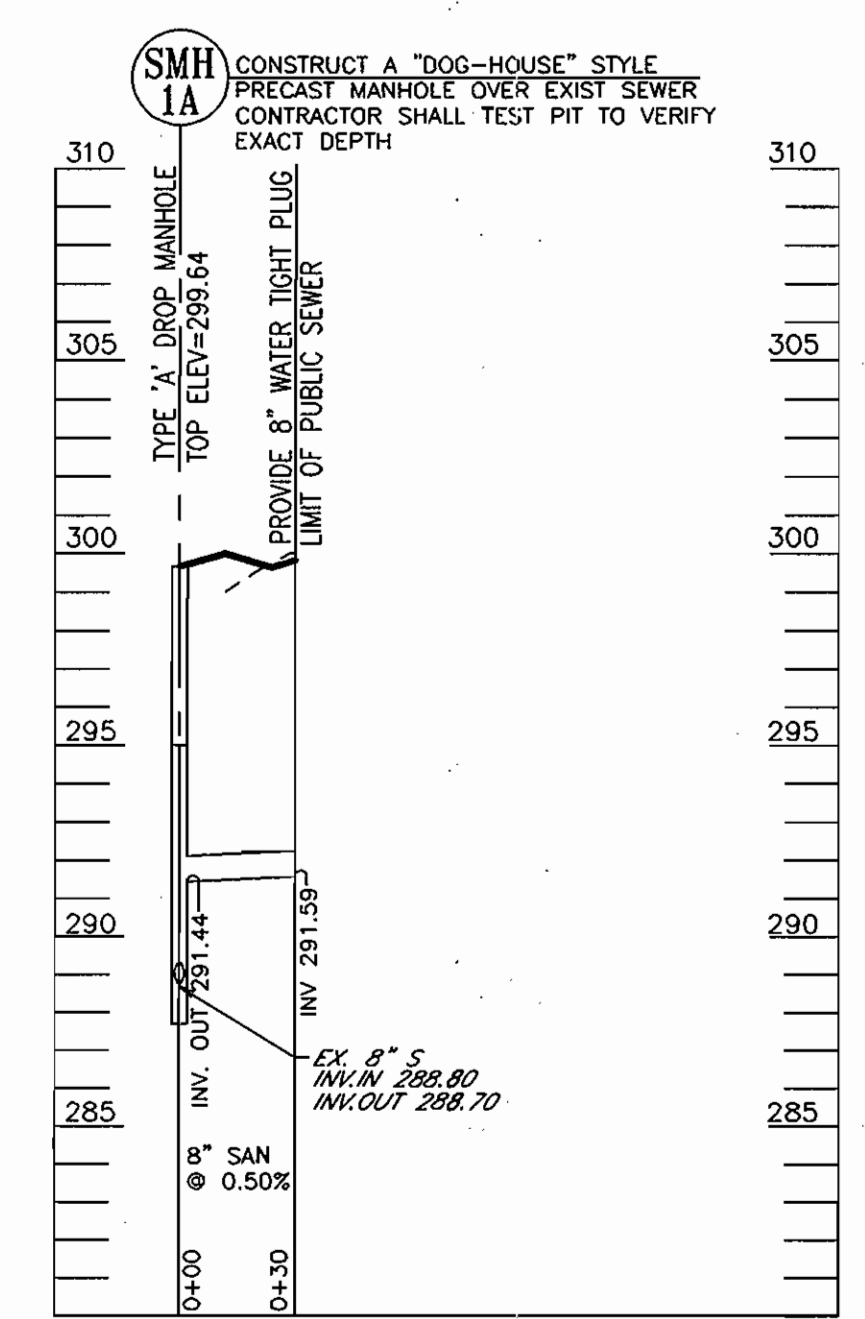 SMH
1A
CONSTRUCT A "DOG-HOUSE" STYLE
PRECAST MANHOLE OVER EXIST SEWER
CONTRACTOR SHALL TEST PIT TO VERIFY
EXACT DEPTH
310
310
TYPE 'A' DROP MANHOLE
TOP ELEV=299.64
PROVIDE 8" WATER TIGHT PLUG
LIMIT OF PUBLIC SEWER
305
305
300
300
295
295
290
290
INV. OUT 291.44
INV 291.59
EX. 8" S
INV.IN 288.80
INV.OUT 288.70
285
285
8" SAN
@ 0.50%
0+00
0+30